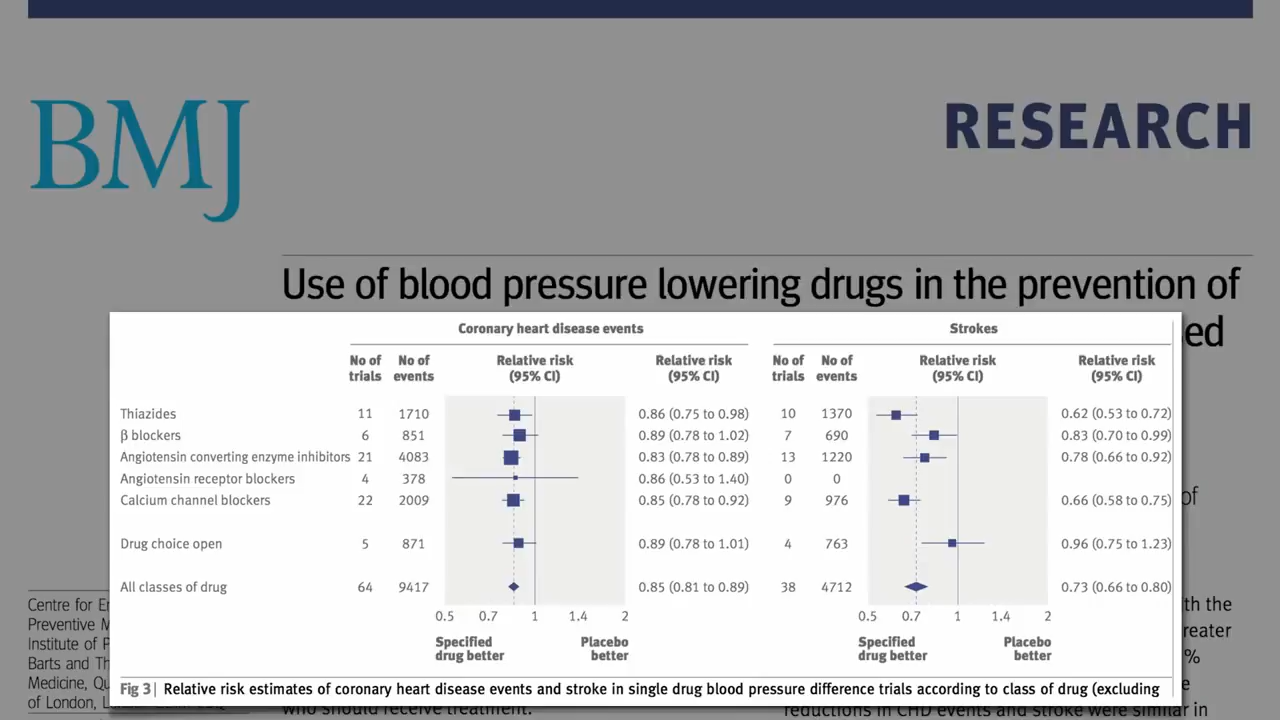 BMJ
RESEARCH
Use of blood pressure lowering drugs in the prevention of
ed
Coronary heart disease events Strokes
No of trials No of events Relative risk (95% CI) Relative risk (95% CI) No of trials No of events Relative risk (95% CI) Relative risk (95% CI)
Thiazides 11 1710 0.86 (0.75 to 0.98) 10 1370 0.62 (0.53 to 0.72)
β blockers 6 851 0.89 (0.78 to 1.02) 7 690 0.83 (0.70 to 0.99)
Angiotensin converting enzyme inhibitors 21 4083 0.83 (0.78 to 0.89) 13 1220 0.78 (0.66 to 0.92)
Angiotensin receptor blockers 4 378 0.86 (0.53 to 1.40) 0 0
Calcium channel blockers 22 2009 0.85 (0.78 to 0.92) 9 976 0.66 (0.58 to 0.75)
of
Drug choice open 5 871 0.89 (0.78 to 1.01) 4 763 0.96 (0.75 to 1.23)
All classes of drug 64 9417 0.85 (0.81 to 0.89) 38 4712 0.73 (0.66 to 0.80)
0.5 0.7 1 1.4 2 0.5 0.7 1 1.4 2
Specified drug better Placebo better Specified drug better Placebo better
Fig 3 | Relative risk estimates of coronary heart disease events and stroke in single drug blood pressure difference trials according to class of drug (excluding
Centre for
Preventive
Institute of
Barts and
Medicine,
of London,
th the
reater
%
e
who should receive treatment.
reductions in CHD events and stroke were similar in